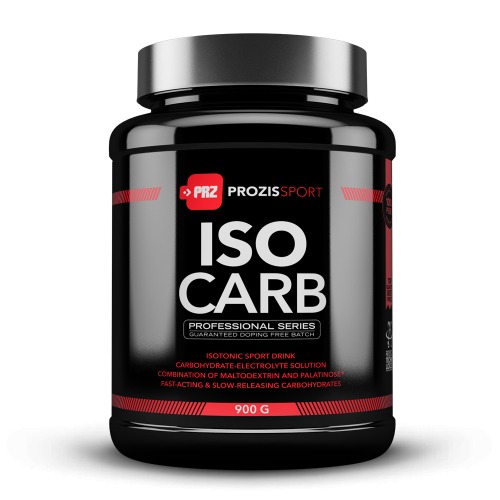 PRZ PROZISSPORT
ISO
CARB
PROFESSIONAL SERIES
GUARANTEED DOPING FREE BATCH
ISOTONIC SPORT DRINK
CARBOHYDRATE-ELECTROLYTE SOLUTION
COMBINATION OF MALTODEXTRIN AND PALATINOSE®
FAST-ACTING & SLOW-RELEASING CARBOHYDRATES
900 G